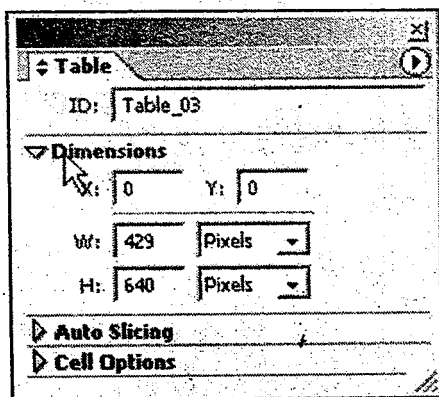 Table
ID: Table_03
Dimensions
X: 0 Y: 0
W: 429 Pixels
H: 640 Pixels
Auto Slicing
Cell Options